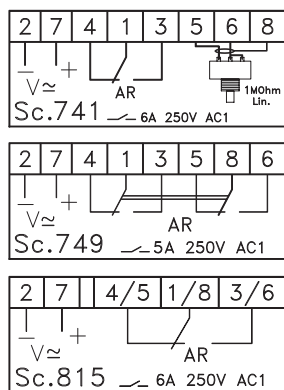 2 7 4 1 3 5 6 8
− V≃ +
AR
1MOhm
Lin.
Sc.741 6A 250V AC1
2 7 4 1 3 5 8 6
− V≃ +
AR
Sc.749 5A 250V AC1
2 7 4/5 1/8 3/6
− V≃ +
AR
Sc.815 6A 250V AC1